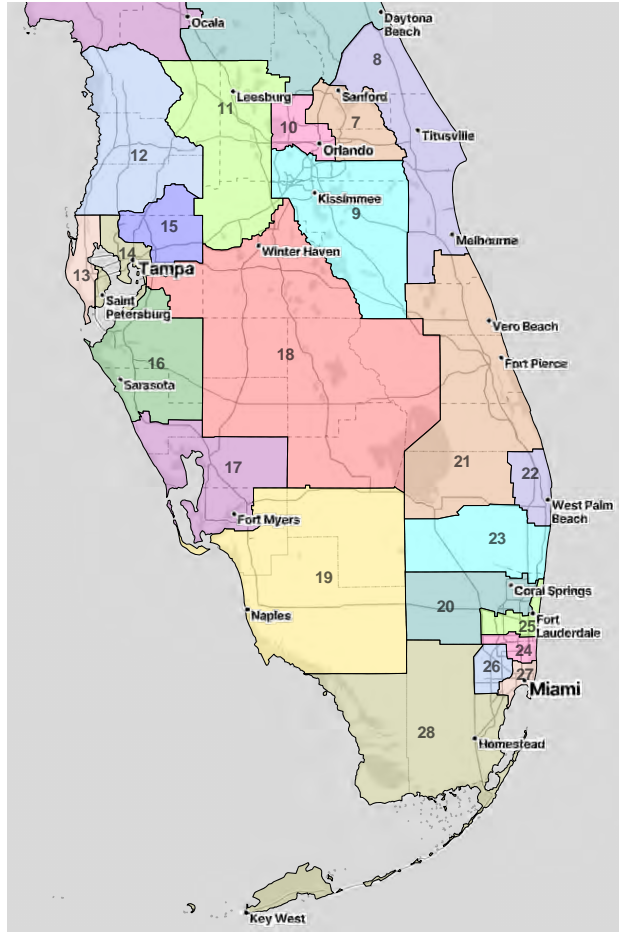 Ocala
Daytona
Beach
8
Leesburg
Sanford
11
7
10
Titusville
Orlando
12
Kissimmee
9
15
Melbourne
Winter Haven
14
Tampa
13
Saint
Petersburg
Vero Beach
18
16
Fort Pierce
Sarasota
21
17
22
West Palm
Beach
Fort Myers
23
19
Coral Springs
20
Naples
25
Fort
Lauderdale
24
26
27
Miami
28
Homestead
Key West